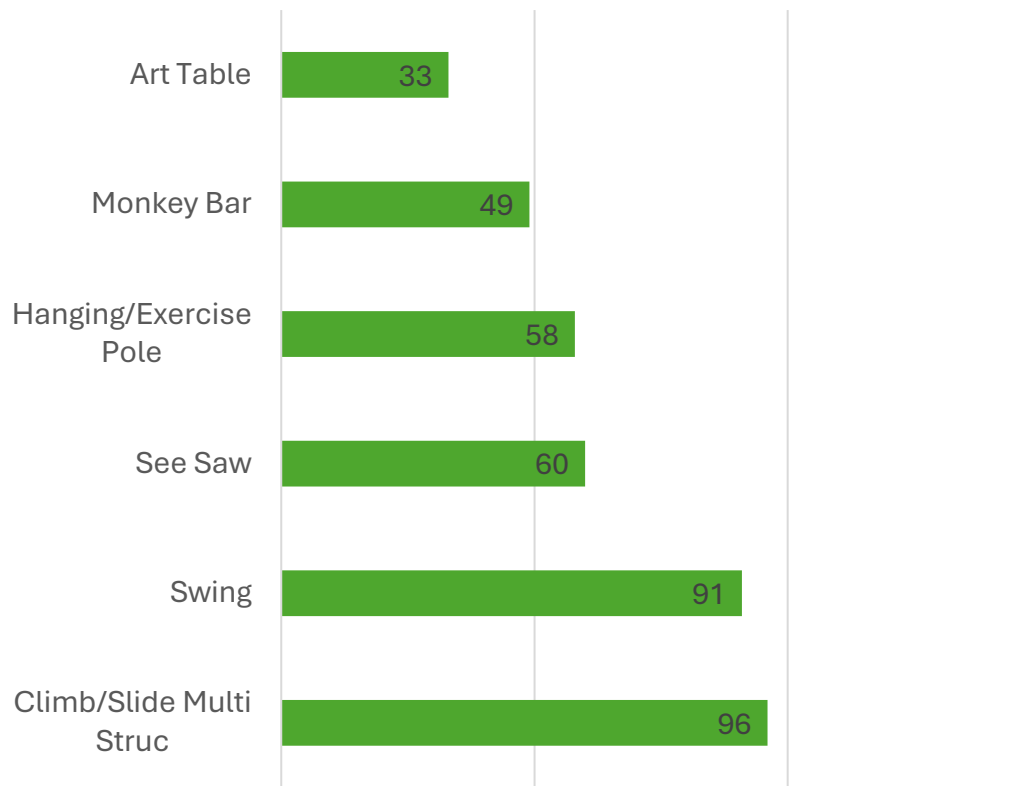 Art Table
33
Monkey Bar
49
Hanging/Exercise
Pole
58
See Saw
60
Swing
91
Climb/Slide Multi
Struc
96